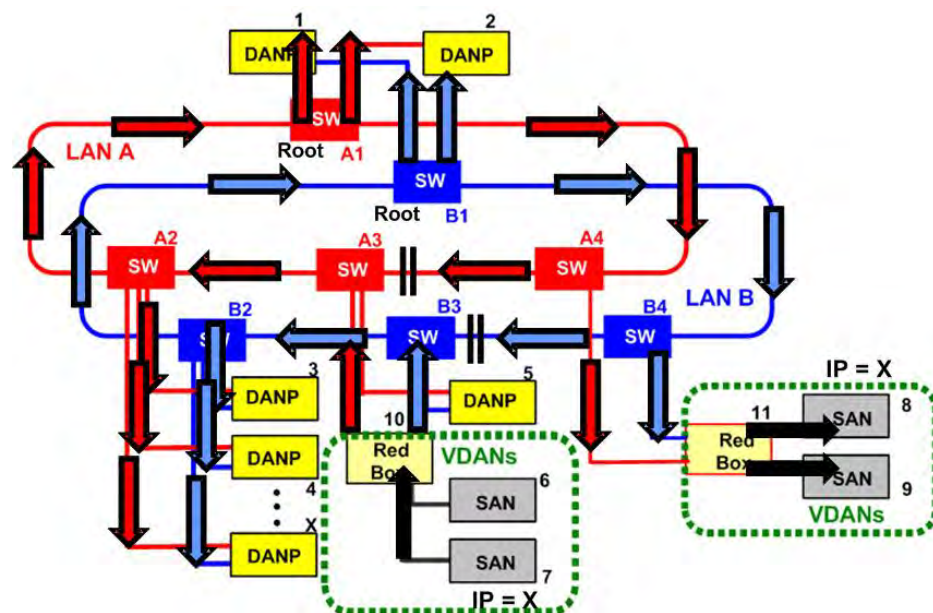 1
2
DANP
DANP
SW
LAN A
Root
A1
SW
Root
B1
A2
A3
A4
SW
SW
SW
LAN B
B2
B3
B4
SW
SW
SW
IP = X
3
5
8
DANP
DANP
SAN
10
11
Red
Box
Red
Box
VDANs
DANP
4
6
SAN
SAN
9
VDANs
X
DANP
SAN
7
IP = X